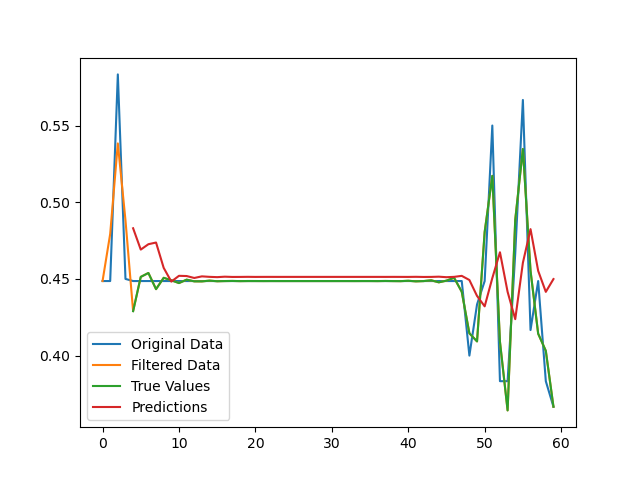 0.55
0.50
0.45
0.40
Original Data
Filtered Data
True Values
Predictions
0 10 20 30 40 50 60